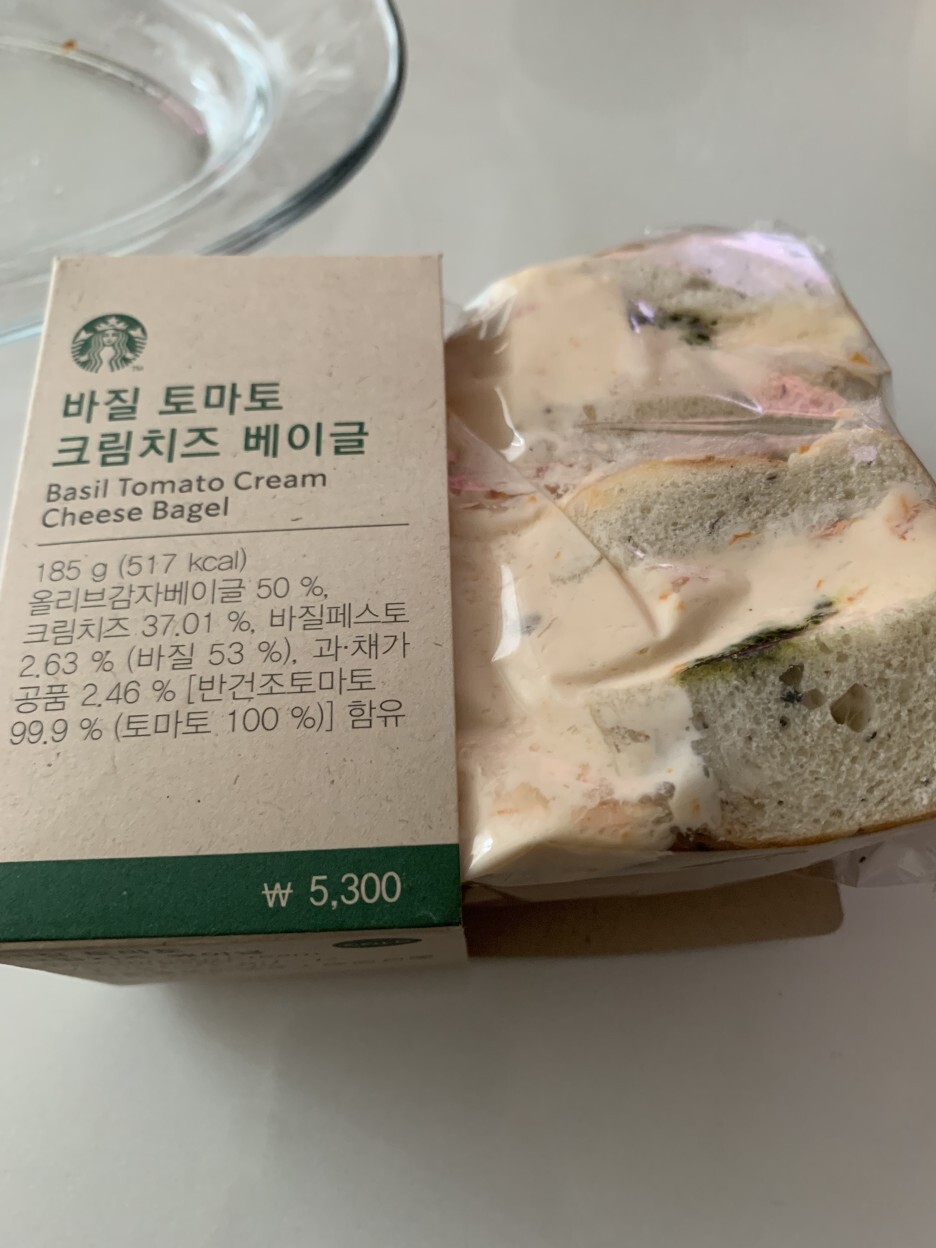 바질 토마토
크림치즈 베이글
Basil Tomato Cream
Cheese Bagel
185 g (517 kcal)
올리브감자베이글 50 %,
크림치즈 37.01 %, 바질페스토
2.63 % (바질 53 %), 과·채가
공품 2.46 % [반건조토마토
99.9 % (토마토 100 %)] 함유
₩ 5,300